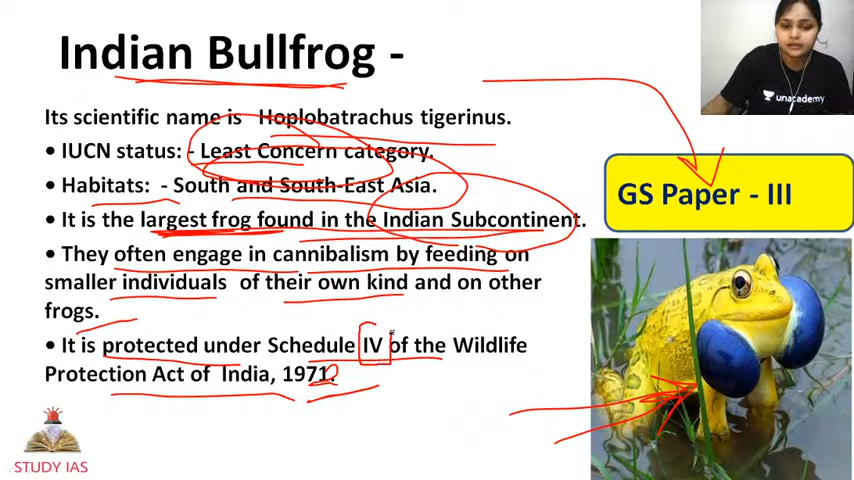 Indian Bullfrog -
unacademy
Its scientific name is Hoplobatrachus tigerinus.
• IUCN status: - Least Concern category.
• Habitats: - South and South-East Asia.
GS Paper - III
• It is the largest frog found in the Indian Subcontinent.
• They often engage in cannibalism by feeding on
smaller individuals of their own kind and on other
frogs.
• It is protected under Schedule IV of the Wildlife
Protection Act of India, 1971.
2
STUDY IAS